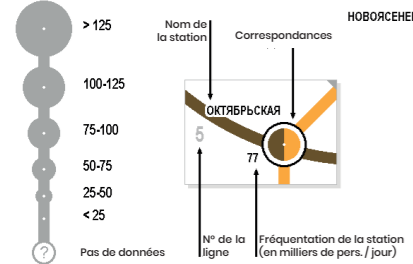 > 125
100-125
75-100
50-75
25-50
< 25
?
Pas de données
Nom de
la station
Correspondances
ОКТЯБРЬСКАЯ
5
77
N° de la
ligne
Fréquentation de la station
(en milliers de pers. / jour)